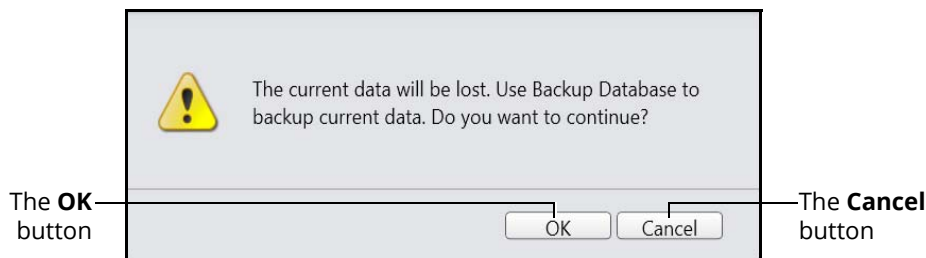 The current data will be lost. Use Backup Database to
backup current data. Do you want to continue?
The OK
button
OK
Cancel
The Cancel
button